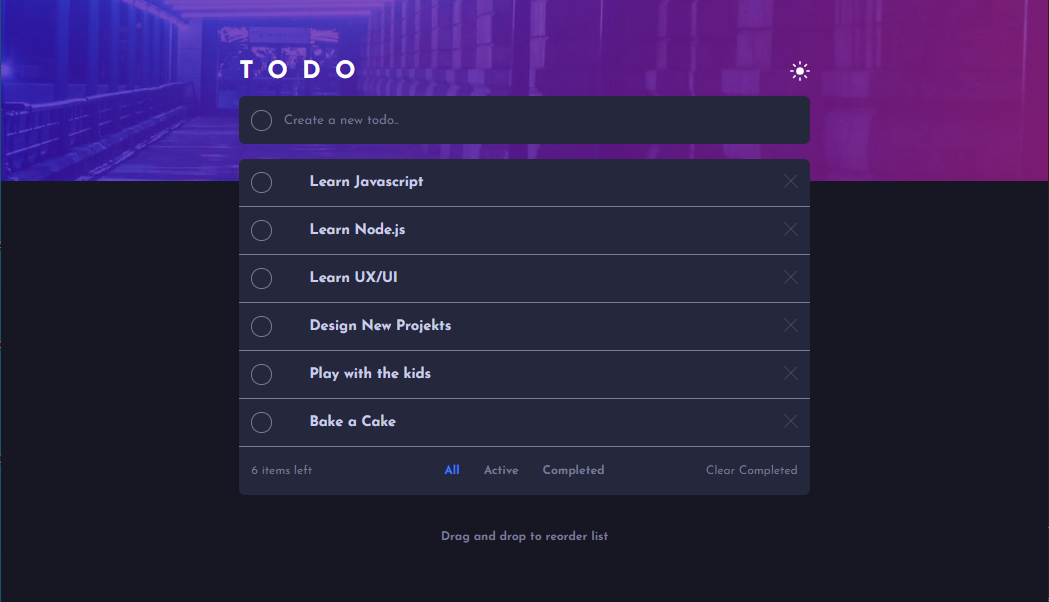 TODO
Create a new todo..
Learn Javascript
Learn Node.js
Learn UX/UI
Design New Projekts
Play with the kids
Bake a Cake
6 items left All Active Completed Clear Completed
Drag and drop to reorder list